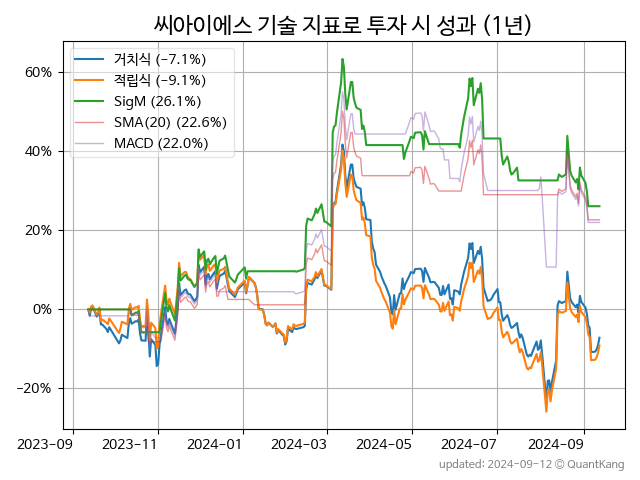 씨아이에스 기술 지표로 투자 시 성과 (1년)
거치식 (-7.1%)
적립식 (-9.1%)
SigM (26.1%)
SMA(20) (22.6%)
MACD (22.0%)
60%
40%
20%
0%
−20%
2023-09
2023-11
2024-01
2024-03
2024-05
2024-07
2024-09
updated: 2024-09-12 © QuantKang